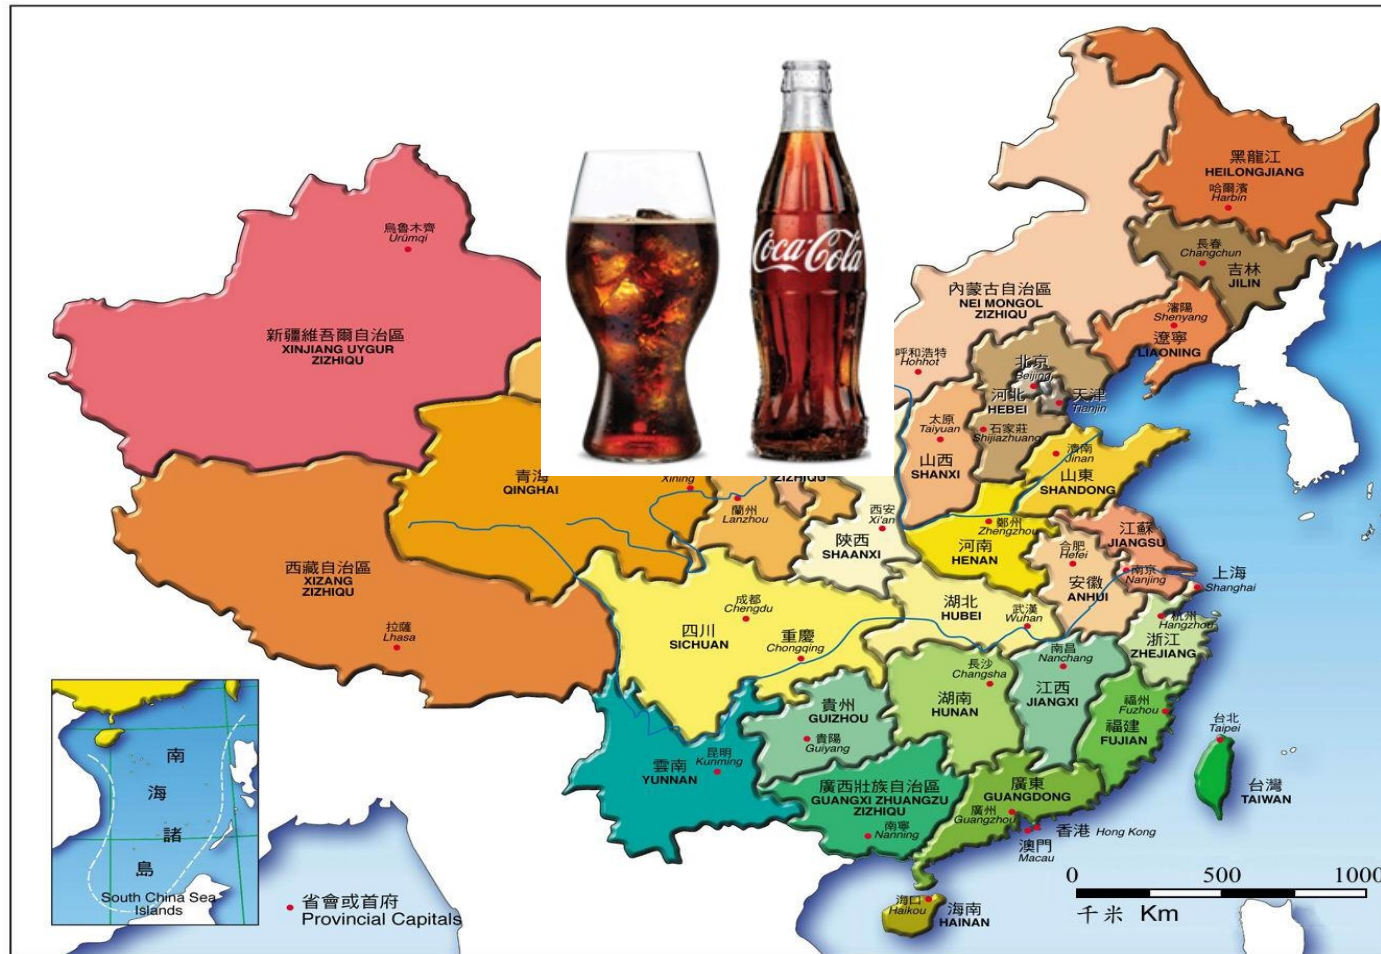 黑龍江
HEILONGJIANG
哈爾濱
Harbin
烏魯木齊
Urümqi
長春
Changchun
吉林
JILIN
Coca-Cola
內蒙古自治區
NEI MONGOL
ZIZHIQU
瀋陽
Shenyang
遼寧
LIAONING
新疆維吾爾自治區
XINJIANG UYGUR
ZIZHIQU
呼和浩特
Hohhot
北京
Beijing
天津
Tianjin
河北
HEBEI
太原
Taiyuan
石家莊
Shijiazhuang
山西
SHANXI
濟南
Jinan
山東
SHANDONG
青海
QINGHAI
Xining
ZIZHIQU
蘭州
Lanzhou
西安
Xi'an
陝西
SHAANXI
鄭州
Zhengzhou
河南
HENAN
江蘇
JIANGSU
合肥
Hefei
安徽
ANHUI
南京
Nanjing
上海
Shanghai
西藏自治區
XIZANG
ZIZHIQU
拉薩
Lhasa
成都
Chengdu
四川
SICHUAN
重慶
Chongqing
湖北
HUBEI
武漢
Wuhan
杭州
Hangzhou
浙江
ZHEJIANG
長沙
Changsha
湖南
HUNAN
南昌
Nanchang
江西
JIANGXI
貴州
GUIZHOU
貴陽
Guiyang
福州
Fuzhou
福建
FUJIAN
台北
Taipei
台灣
TAIWAN
雲南
YUNNAN
昆明
Kunming
廣西壯族自治區
GUANGXI ZHUANGZU
ZIZHIQU
南寧
Nanning
廣東
GUANGDONG
廣州
Guangzhou
香港 Hong Kong
澳門
Macau
海口
Haikou
海南
HAINAN
南
海
諸
島
South China Sea
Islands
省會或首府
Provincial Capitals
0 500 1000
千米 Km